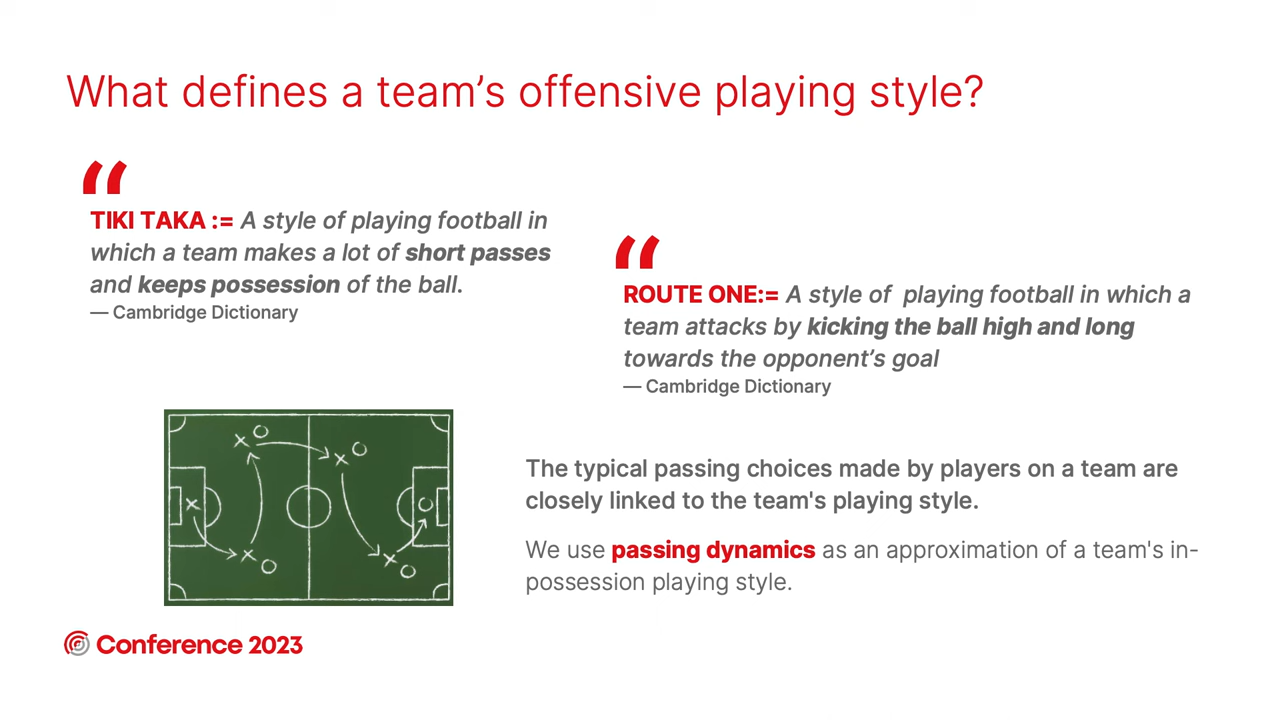 What defines a team’s offensive playing style?
“
TIKI TAKA := A style of playing football in
which a team makes a lot of short passes
and keeps possession of the ball.
— Cambridge Dictionary
“
ROUTE ONE:= A style of  playing football in which a
team attacks by kicking the ball high and long
towards the opponent’s goal
— Cambridge Dictionary
The typical passing choices made by players on a team are
closely linked to the team's playing style.
We use passing dynamics as an approximation of a team's in-
possession playing style.
Conference 2023